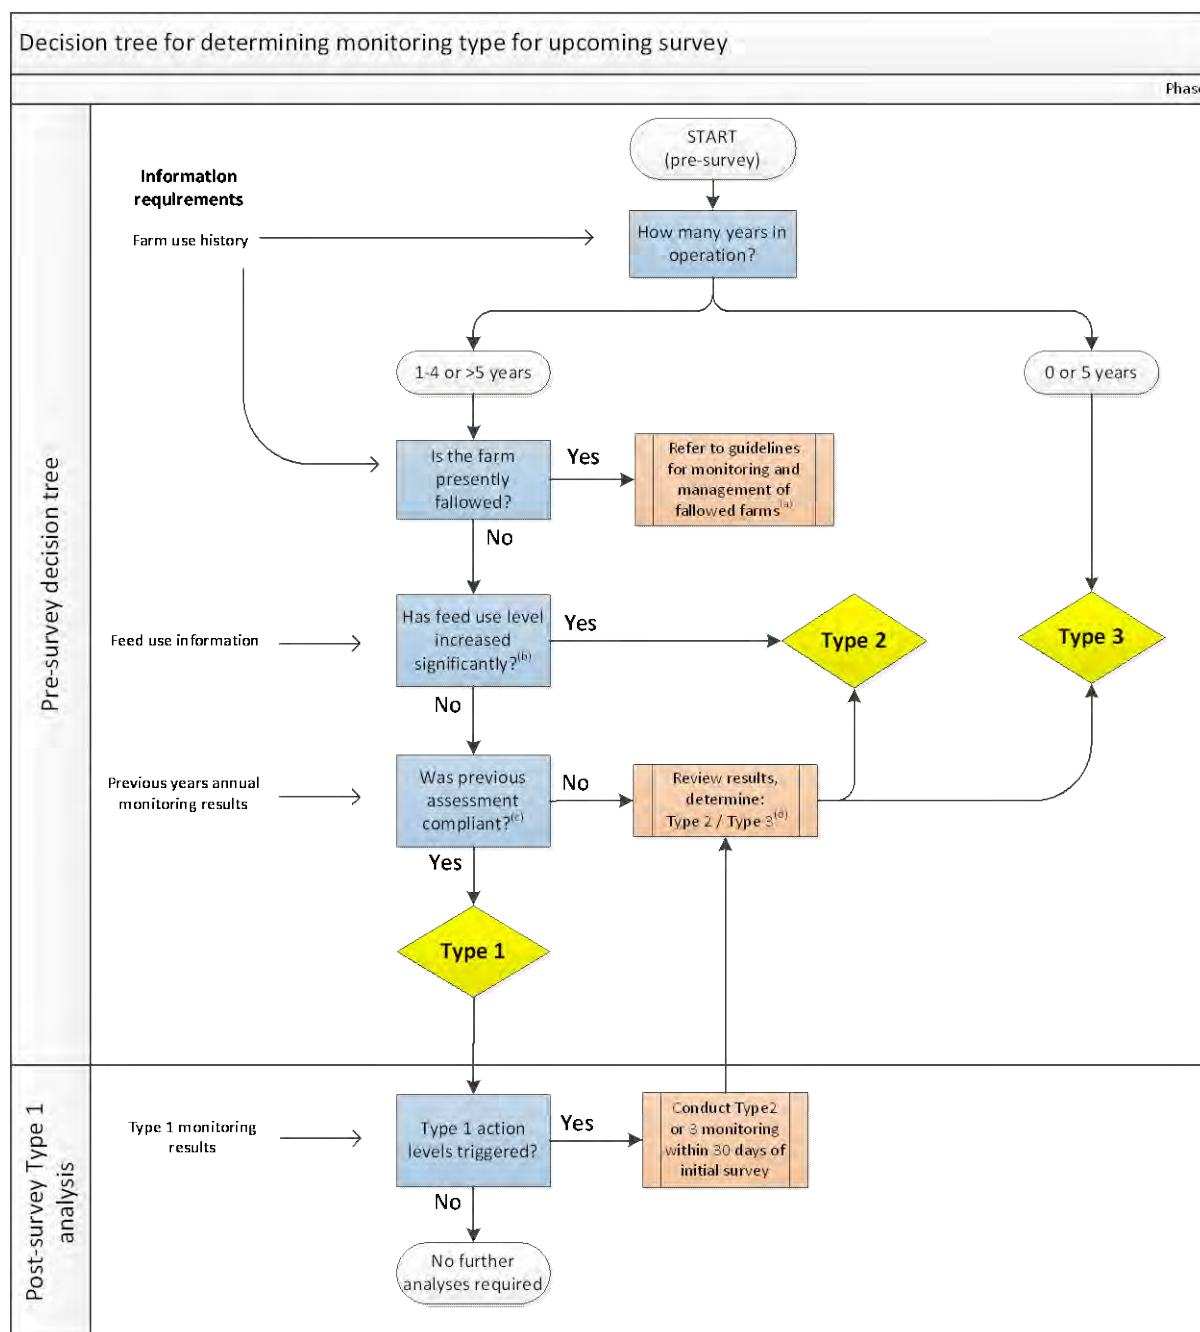 Decision tree for determining monitoring type for upcoming survey
Phase
Pre-survey decision tree
START
(pre-survey)
Information
requirements
Farm use history
How many years in
operation?
1-4 or >5 years
0 or 5 years
Is the farm
presently
fallowed?
Yes
Refer to guidelines
for monitoring and
management of
fallowed farms(a)
No
Feed use information
Has feed use level
increased
significantly?(b)
Yes
Type 2
Type 3
No
Previous years annual
monitoring results
Was previous
assessment
compliant?(c)
No
Review results,
determine:
Type 2 / Type 3(d)
Yes
Type 1
Post-survey Type 1
analysis
Type 1 monitoring
results
Type 1 action
levels triggered?
Yes
Conduct Type2
or 3 monitoring
within 30 days of
initial survey
No
No further
analyses required